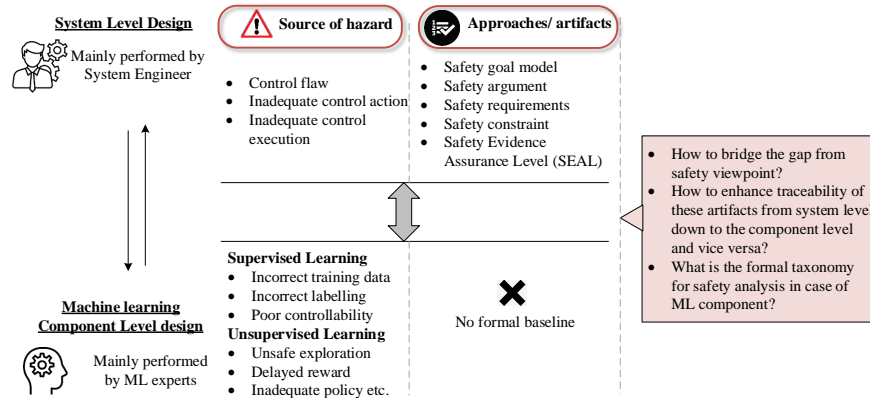 System Level Design
Mainly performed by
System Engineer
Source of hazard
Approaches/ artifacts
• Control flaw
• Inadequate control action
• Inadequate control
execution
• Safety goal model
• Safety argument
• Safety requirements
• Safety constraint
• Safety Evidence
Assurance Level (SEAL)
• How to bridge the gap from
safety viewpoint?
• How to enhance traceability of
these artifacts from system level
down to the component level
and vice versa?
• What is the formal taxonomy
for safety analysis in case of
ML component?
Machine learning
Component Level design
Mainly performed
by ML experts
Supervised Learning
• Incorrect training data
• Incorrect labelling
• Poor controllability
Unsupervised Learning
• Unsafe exploration
• Delayed reward
• Inadequate policy etc.
No formal baseline